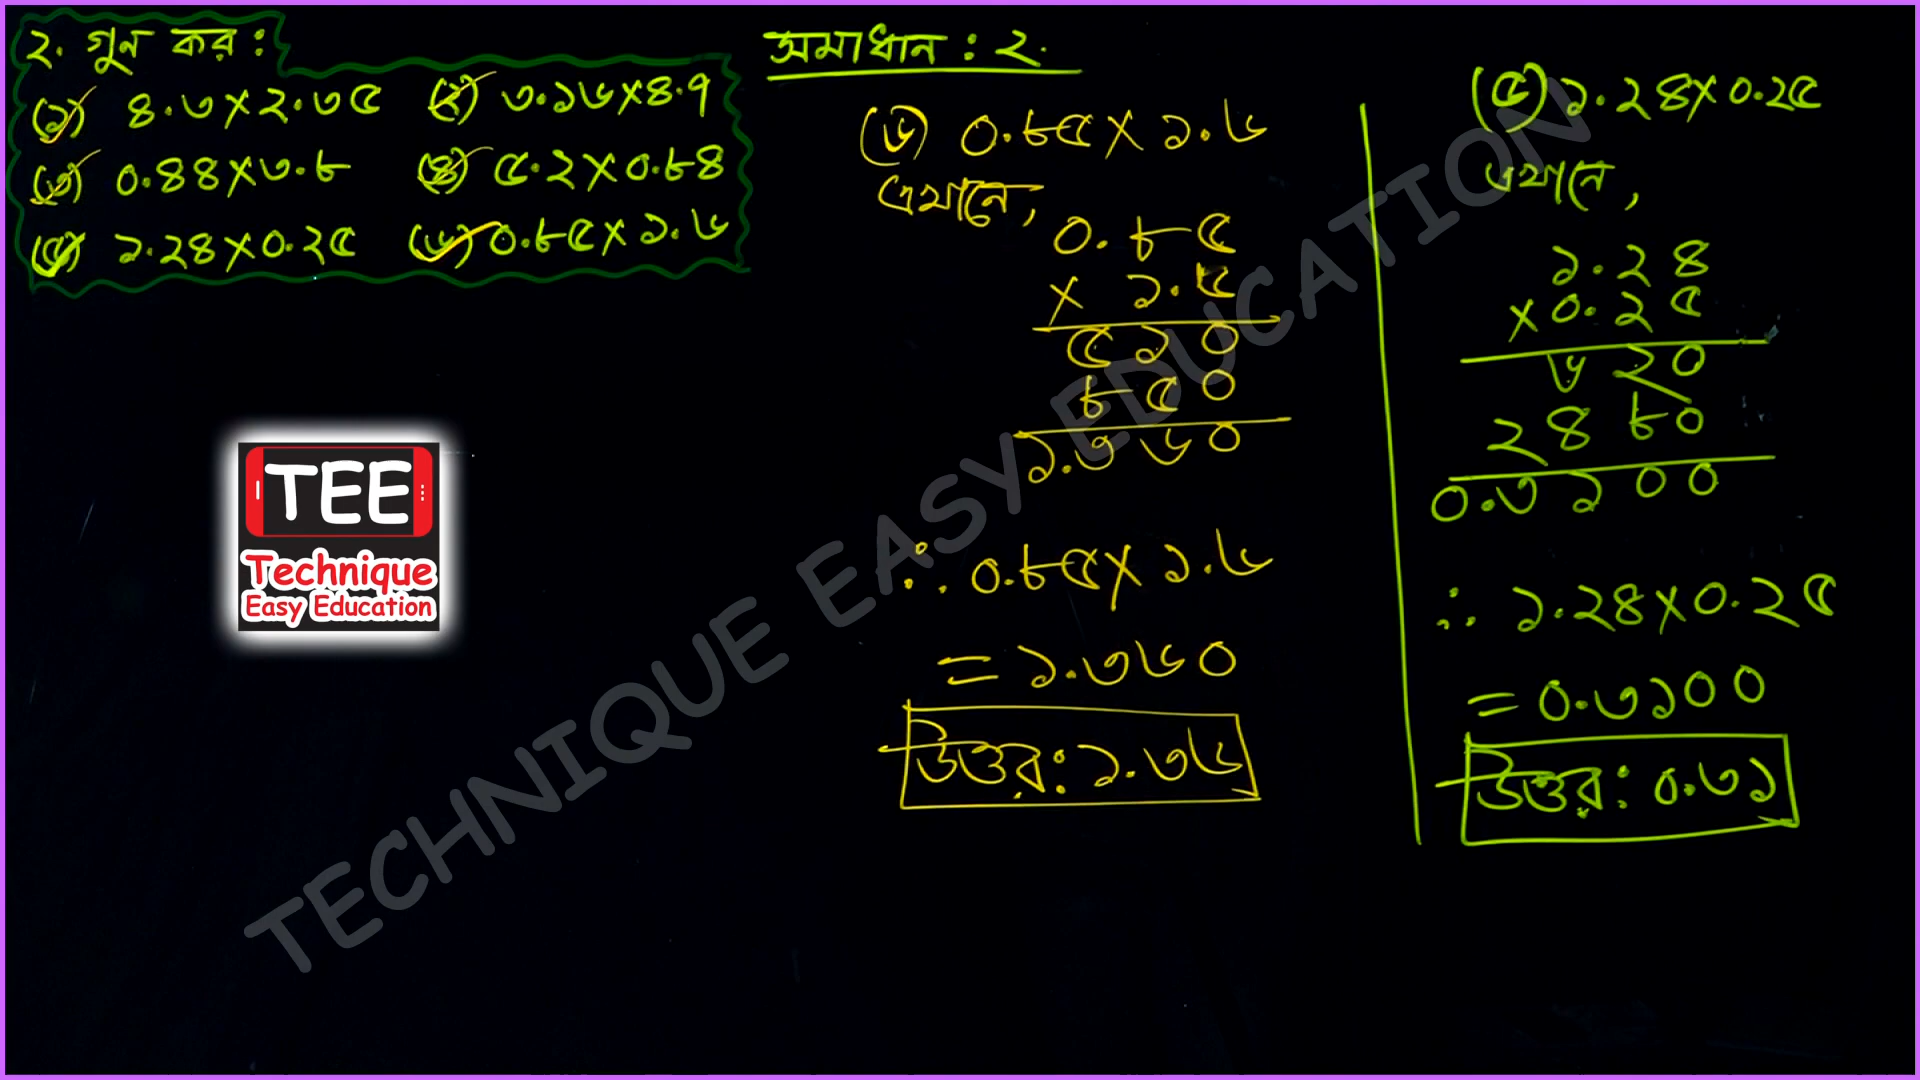 ২. গুন কর :
(১) ৪.৩×২.৩৫ (২) ৩.১৬×৪.৭
(৩) ০.৪৪×৩.৮ (৪) ৫.২×০.৮৪
(৫) ১.২৪×০.২৫ (৬) ০.৮৫×১.৬
সমাধান : ২.
(৬) ০.৮৫×১.৬
এখানে,
০.৮৫
× ১.৬
৫১০
৮৫০
১.৩৬০
∴ ০.৮৫×১.৬
= ১.৩৬০
উত্তর: ১.৩৬
(৫) ১.২৪×০.২৫
এখানে,
১.২৪
×০.২৫
৬২০
২৪৮০
০.৩১০০
∴ ১.২৪×০.২৫
= ০.৩১০০
উত্তর: ০.৩১
TEE
Technique
Easy Education
TECHNIQUE EASY EDUCATION